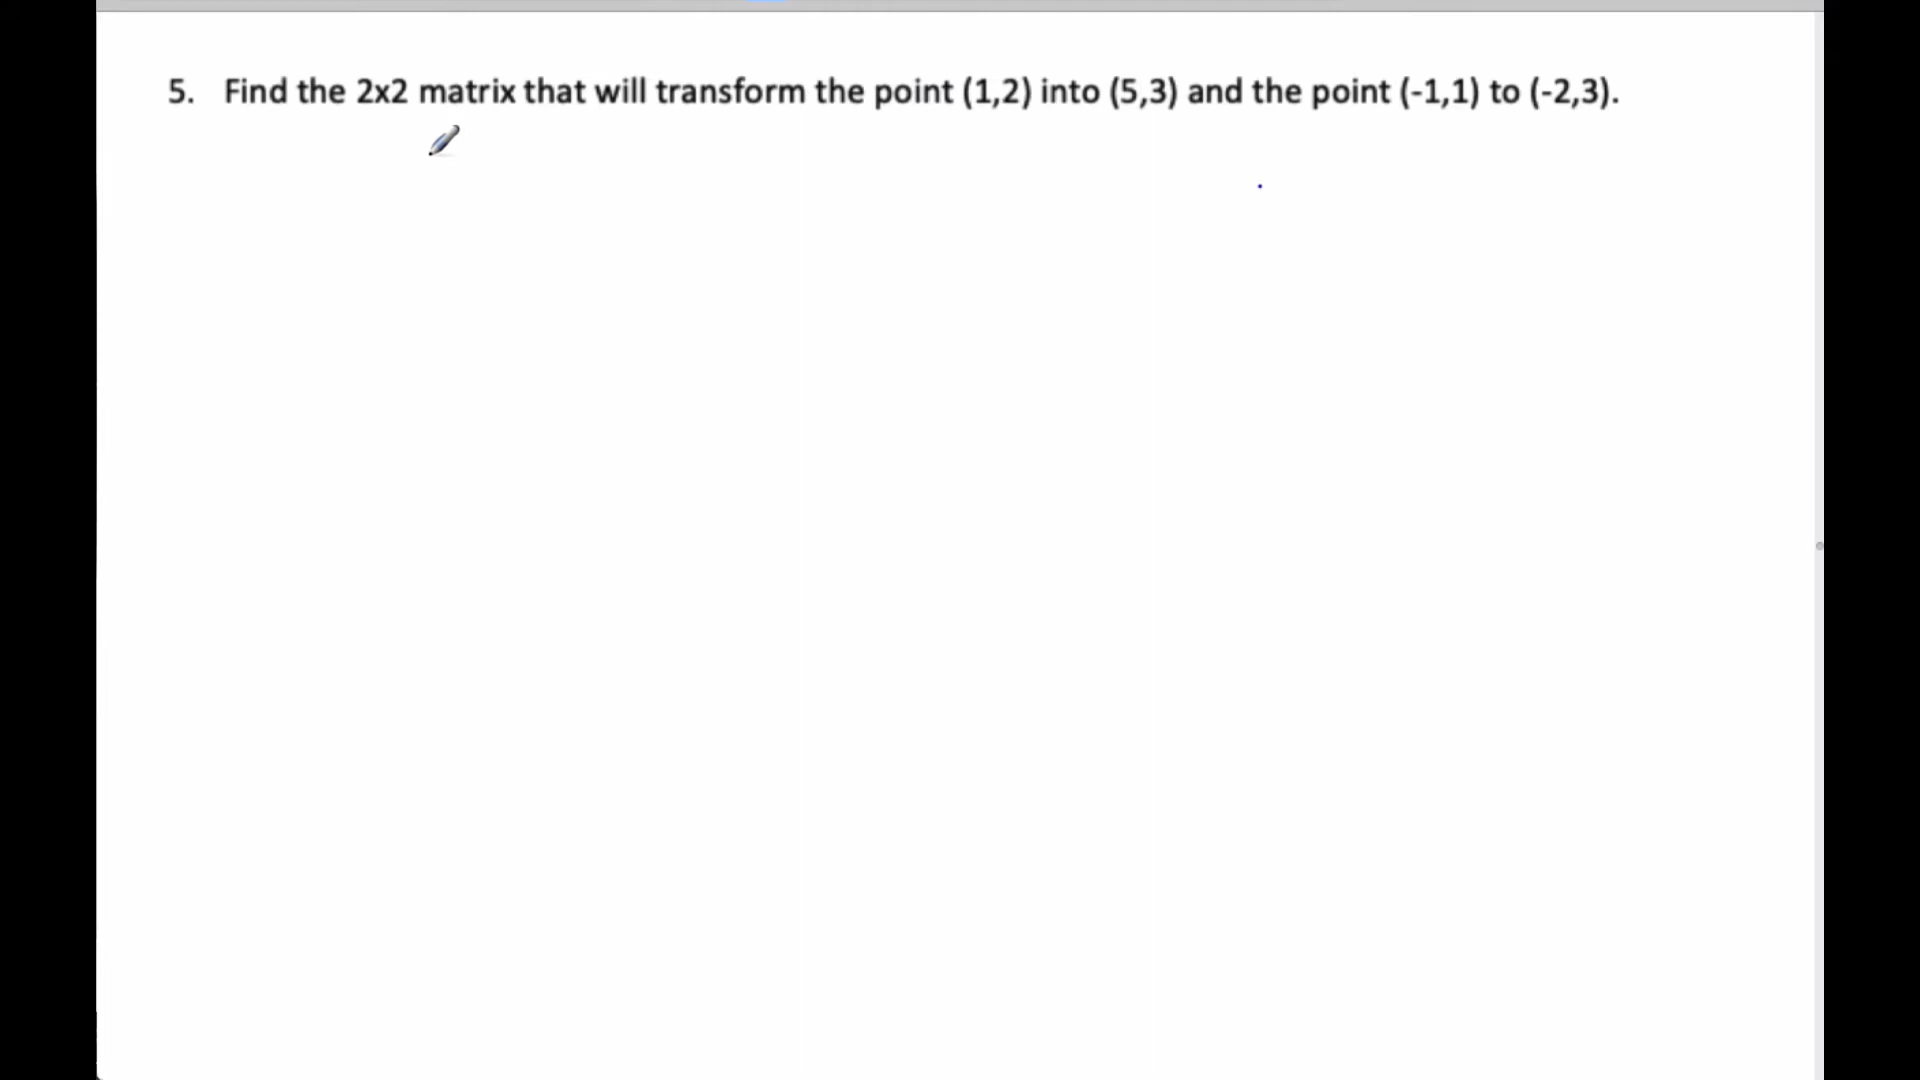 5. Find the 2x2 matrix that will transform the point (1,2) into (5,3) and the point (-1,1) to (-2,3).